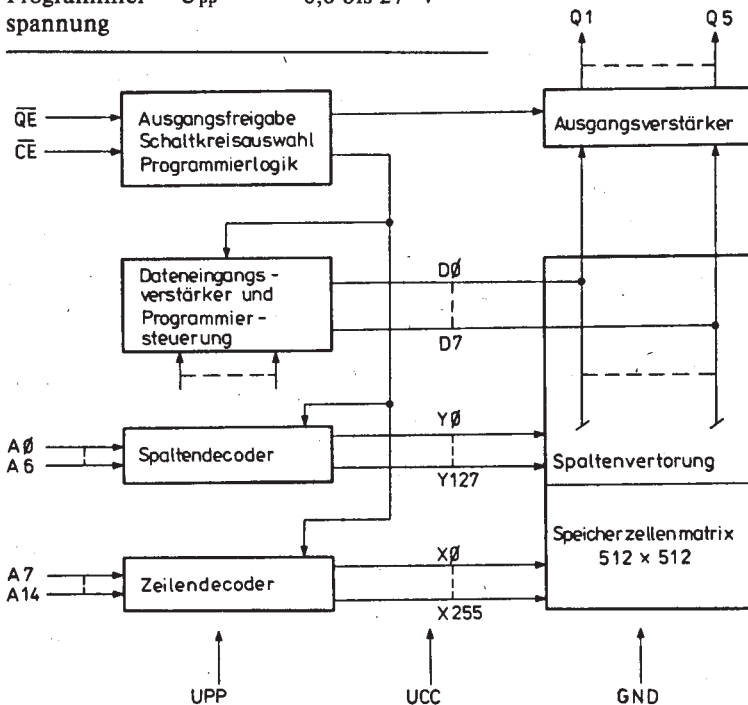 Programmier- Upp -0,6 bis 27 V
spannung
Q1 Q5
QE
CE
Ausgangsfreigabe
Schaltkreisauswahl
Programmierlogik
Ausgangsverstärker
Dateneingangs-
verstärker und
Programmier-
steuerung
DØ
D7
AØ
A6
Spaltendecoder
YØ
Y127
Spaltenvertorung
Speicherzellenmatrix
512 × 512
A7
A14
Zeilendecoder
XØ
X255
UPP UCC GND